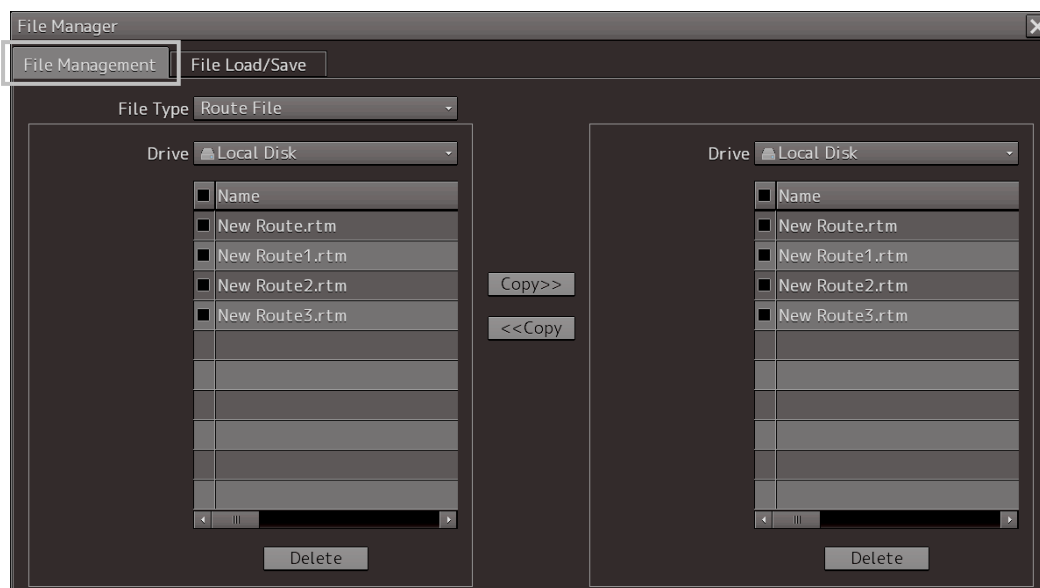 File Manager
File Management
File Load/Save
File Type Route File
Drive Local Disk
Name
New Route.rtm
New Route1.rtm
New Route2.rtm
New Route3.rtm
Delete
Copy>>
<<Copy
Drive Local Disk
Name
New Route.rtm
New Route1.rtm
New Route2.rtm
New Route3.rtm
Delete